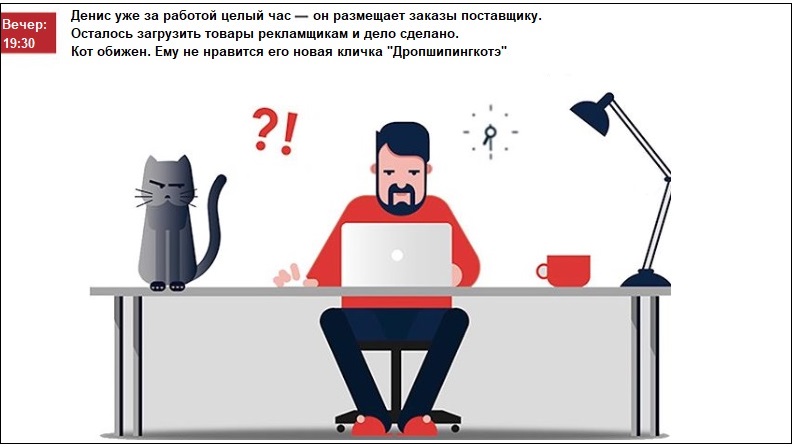 Вечер:
19:30
Денис уже за работой целый час — он размещает заказы поставщику.
Осталось загрузить товары рекламщикам и дело сделано.
Кот обижен. Ему не нравится его новая кличка "Дропшипингкотэ"
?!